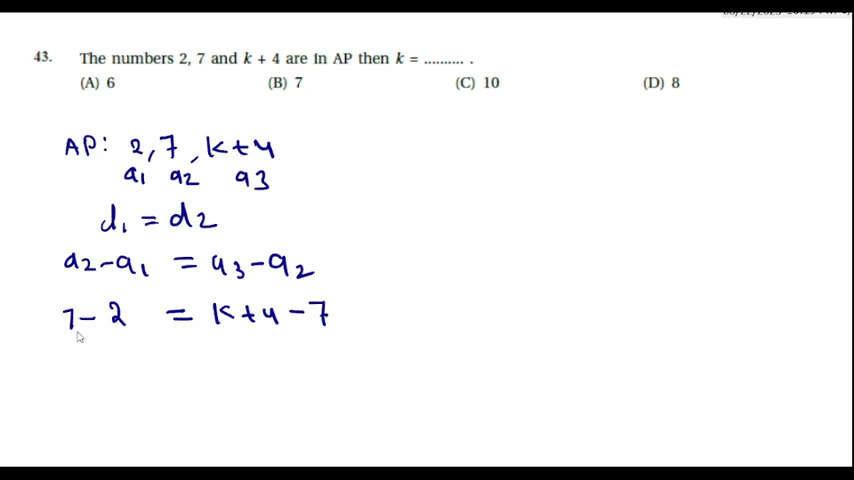 43. The numbers 2, 7 and k + 4 are in AP then k = .......... .
(A) 6 (B) 7 (C) 10 (D) 8
AP: 2, 7, k+4
a1 a2 a3
d1 = d2
a2-a1 = a3-a2
7-2 = k+4-7